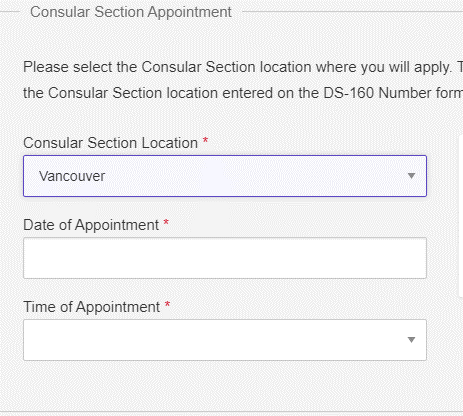 Consular Section Appointment
Please select the Consular Section location where you will apply.
the Consular Section location entered on the DS-160 Number form
Consular Section Location *
Vancouver
Date of Appointment *
Time of Appointment *